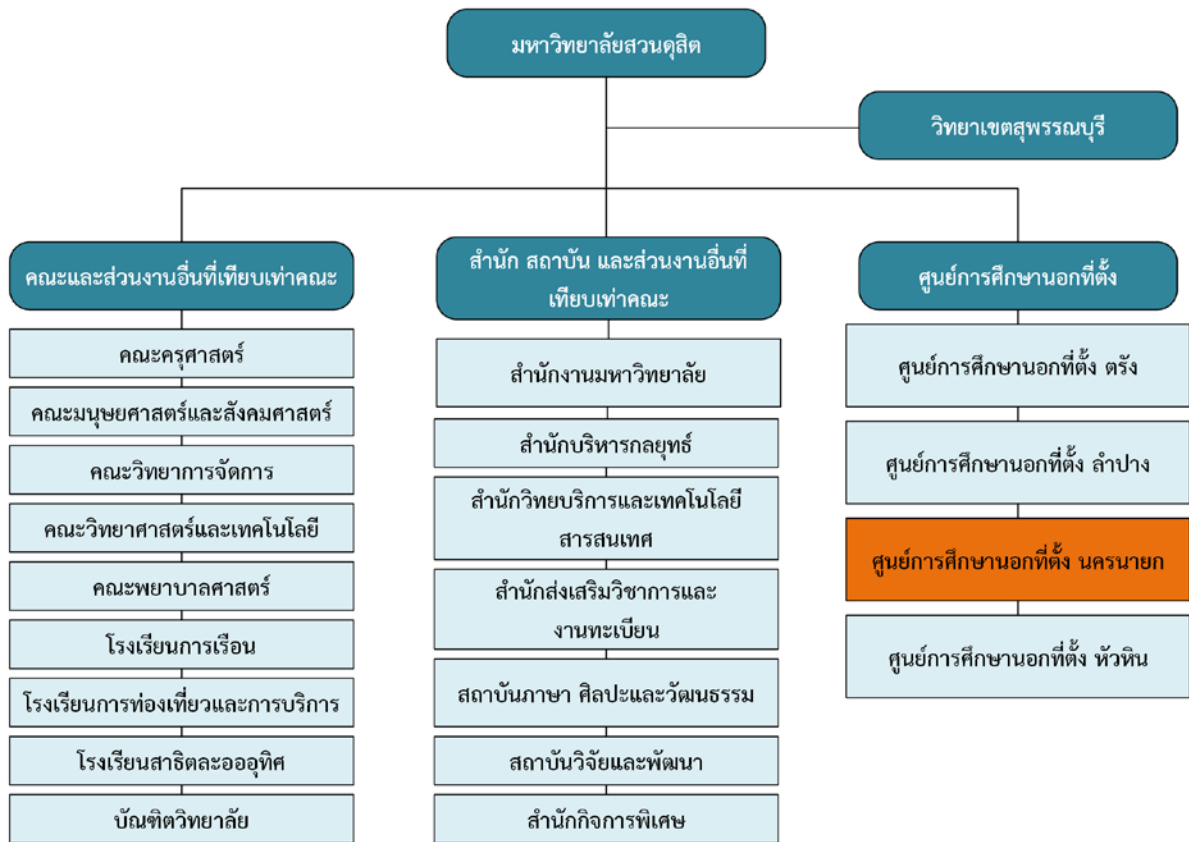 มหาวิทยาลัยสวนดุสิต
วิทยาเขตสุพรรณบุรี
คณะและส่วนงานอื่นที่เทียบเท่าคณะ
คณะครุศาสตร์
คณะมนุษยศาสตร์และสังคมศาสตร์
คณะวิทยาการจัดการ
คณะวิทยาศาสตร์และเทคโนโลยี
คณะพยาบาลศาสตร์
โรงเรียนการเรือน
โรงเรียนการท่องเที่ยวและการบริการ
โรงเรียนสาธิตละอออุทิศ
บัณฑิตวิทยาลัย
สำนัก สถาบัน และส่วนงานอื่นที่
เทียบเท่าคณะ
สำนักงานมหาวิทยาลัย
สำนักบริหารกลยุทธ์
สำนักวิทยบริการและเทคโนโลยี
สารสนเทศ
สำนักส่งเสริมวิชาการและ
งานทะเบียน
สถาบันภาษา ศิลปะและวัฒนธรรม
สถาบันวิจัยและพัฒนา
สำนักกิจการพิเศษ
ศูนย์การศึกษานอกที่ตั้ง
ศูนย์การศึกษานอกที่ตั้ง ตรัง
ศูนย์การศึกษานอกที่ตั้ง ลำปาง
ศูนย์การศึกษานอกที่ตั้ง นครนายก
ศูนย์การศึกษานอกที่ตั้ง หัวหิน